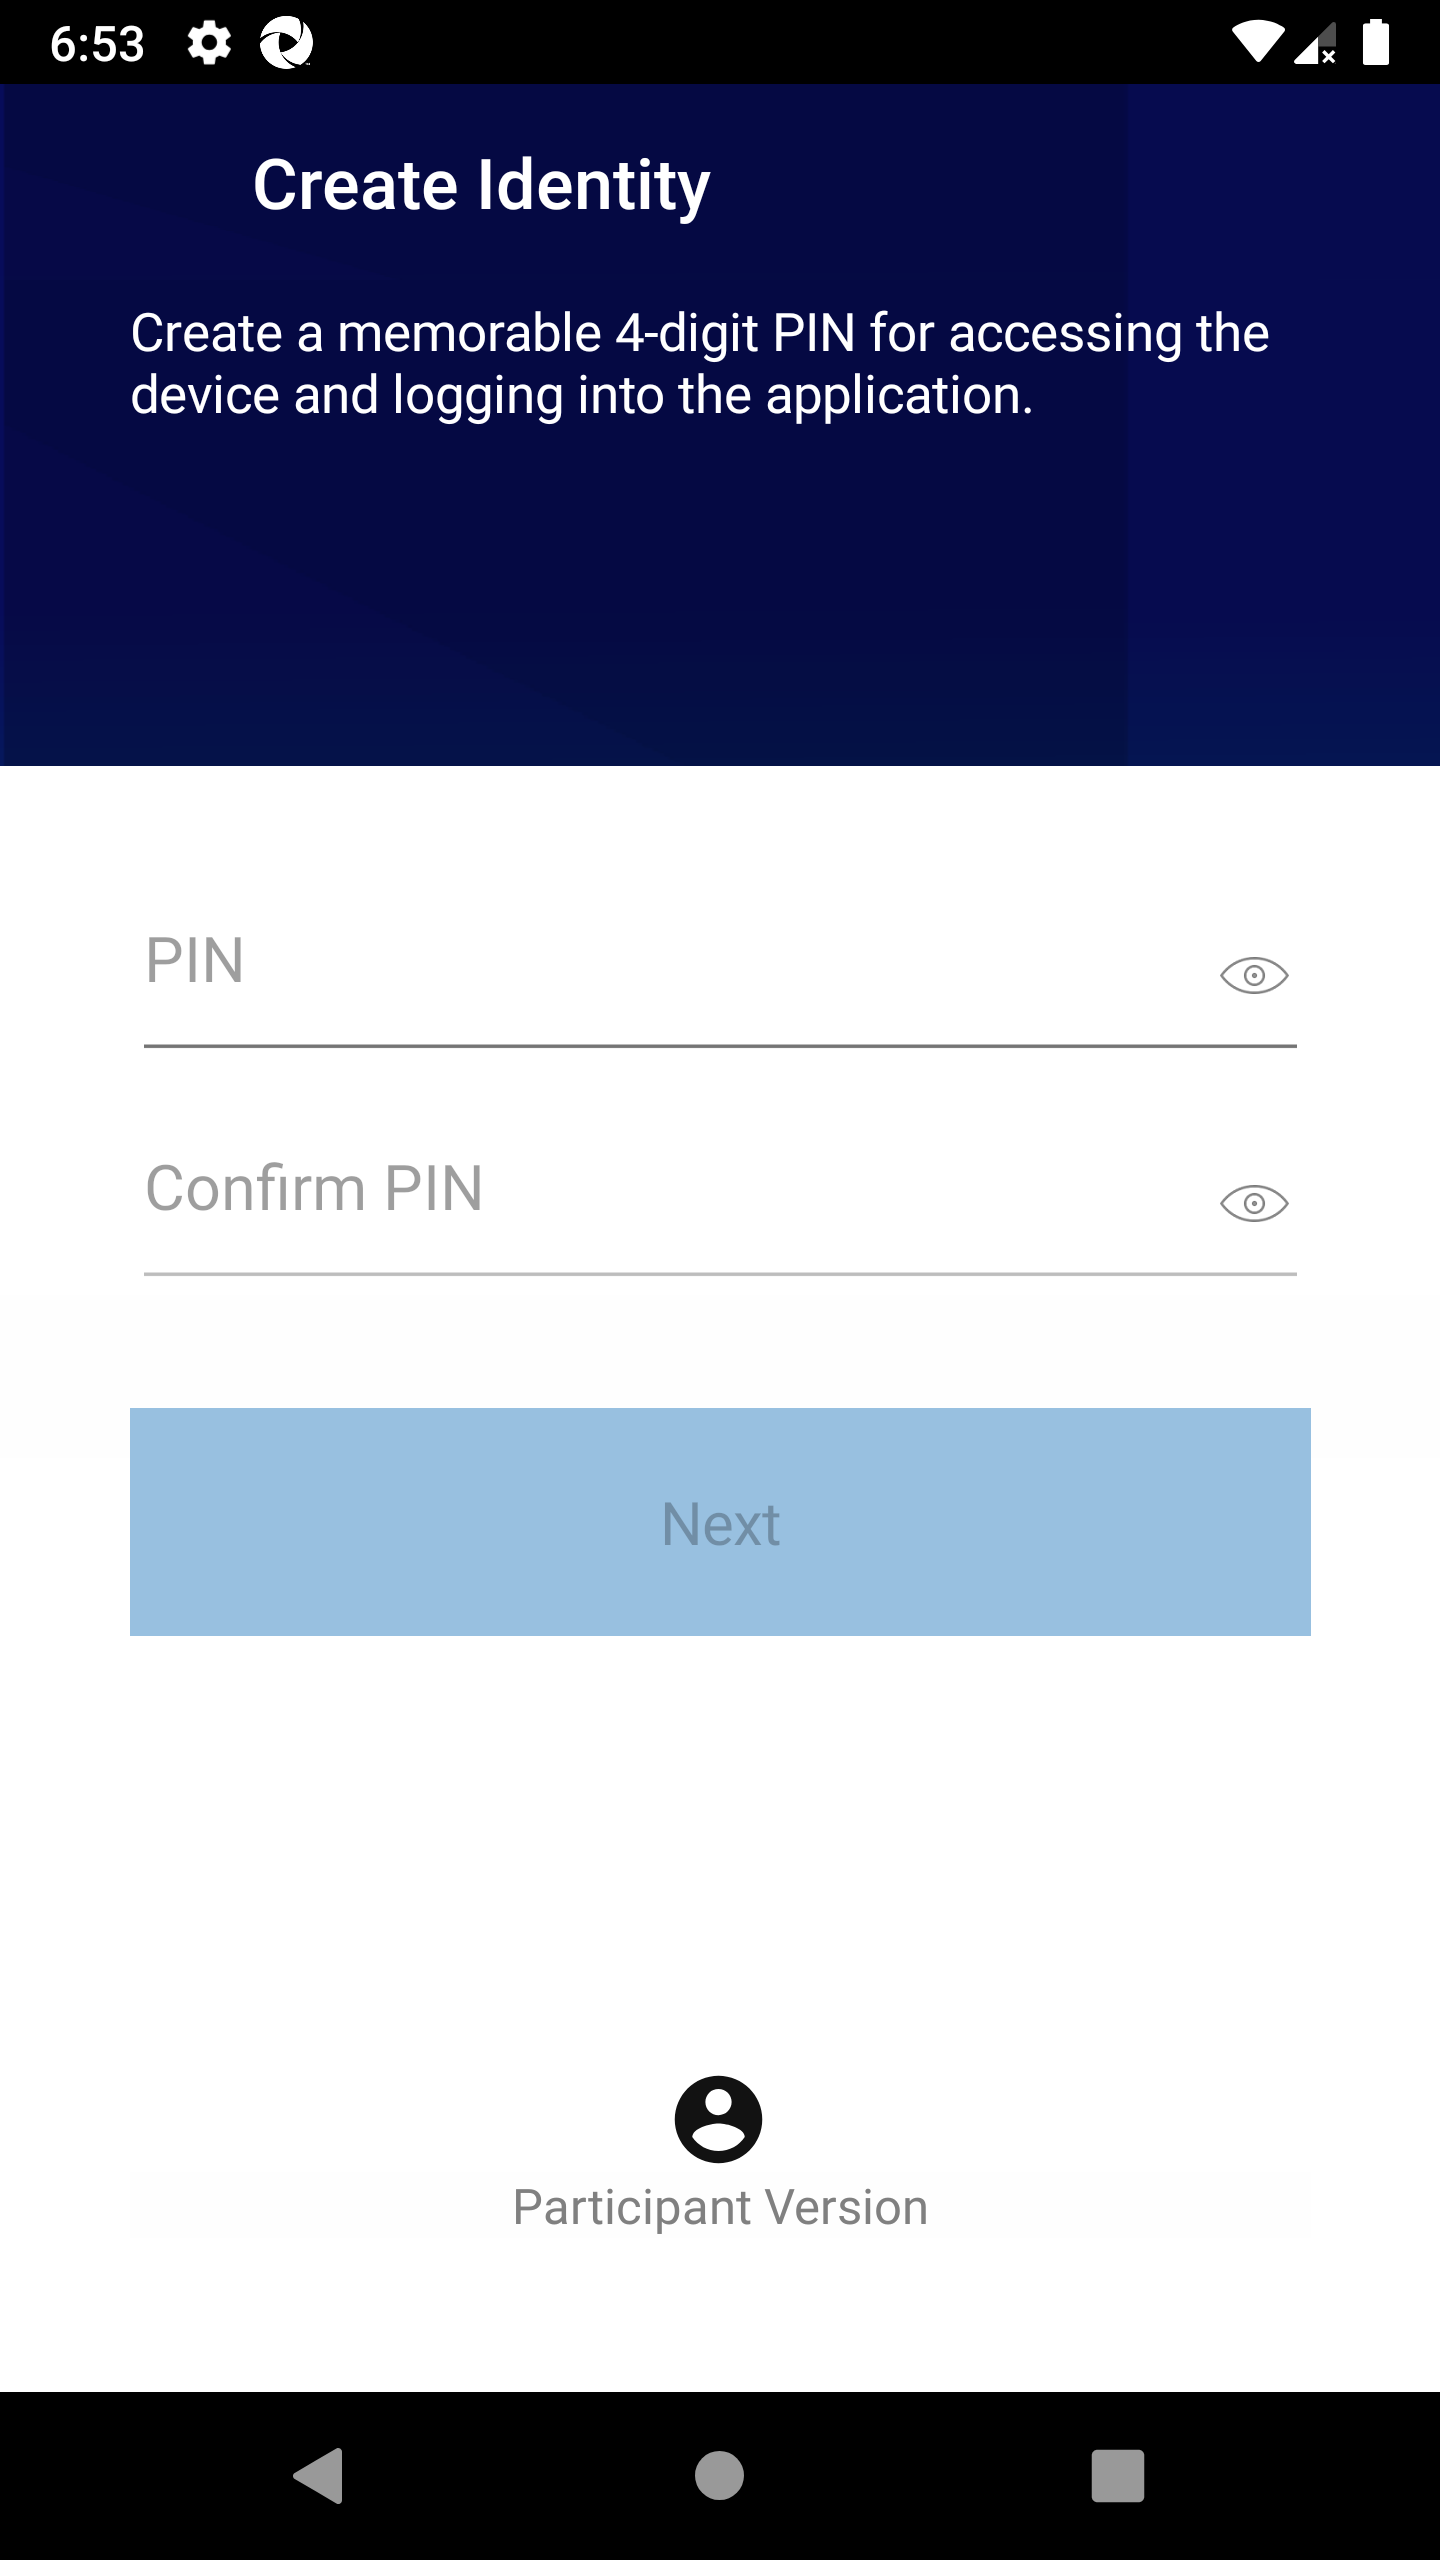 6:53
Create Identity
Create a memorable 4-digit PIN for accessing the
device and logging into the application.
PIN
Confirm PIN
Next
Participant Version